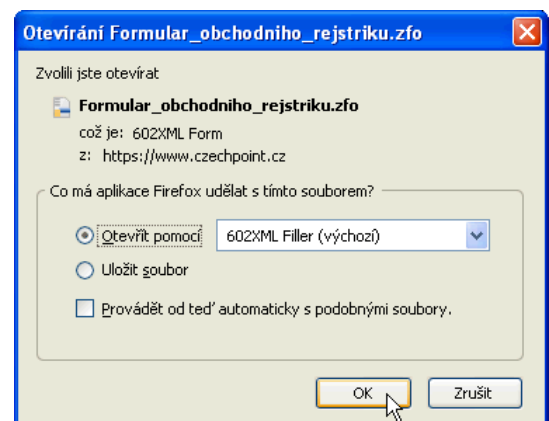 Otevírání Formular_obchodniho_rejstriku.zfo
Zvolili jste otevírat
Formular_obchodniho_rejstriku.zfo
což je: 602XML Form
z: https://www.czechpoint.cz
Co má aplikace Firefox udělat s tímto souborem?
Otevřít pomocí 602XML Filler (výchozí)
Uložit soubor
Provádět od teď automaticky s podobnými soubory.
OK Zrušit